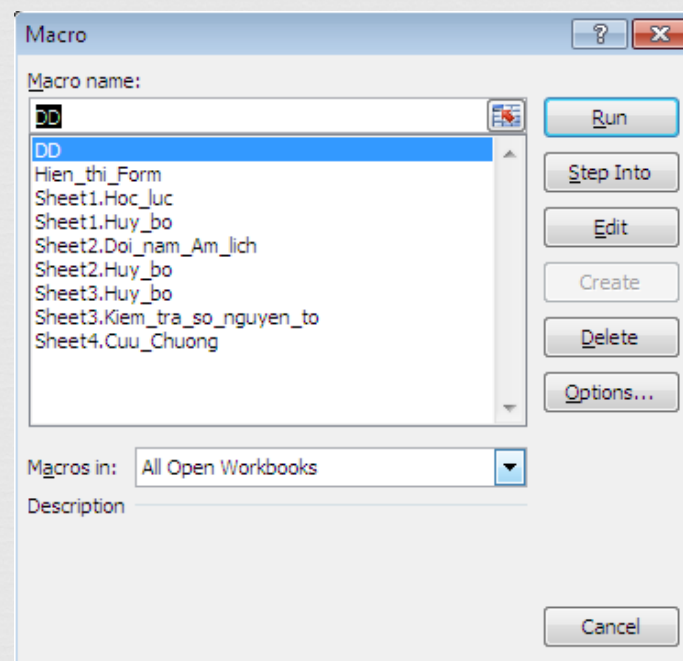 Macro
?
Macro name:
DD
Run
DD
Hien_thi_Form
Sheet1.Hoc_luc
Sheet1.Huy_bo
Sheet2.Doi_nam_Am_lich
Sheet2.Huy_bo
Sheet3.Huy_bo
Sheet3.Kiem_tra_so_nguyen_to
Sheet4.Cuu_Chuong
Step Into
Edit
Create
Delete
Options...
Macros in: All Open Workbooks
Description
Cancel